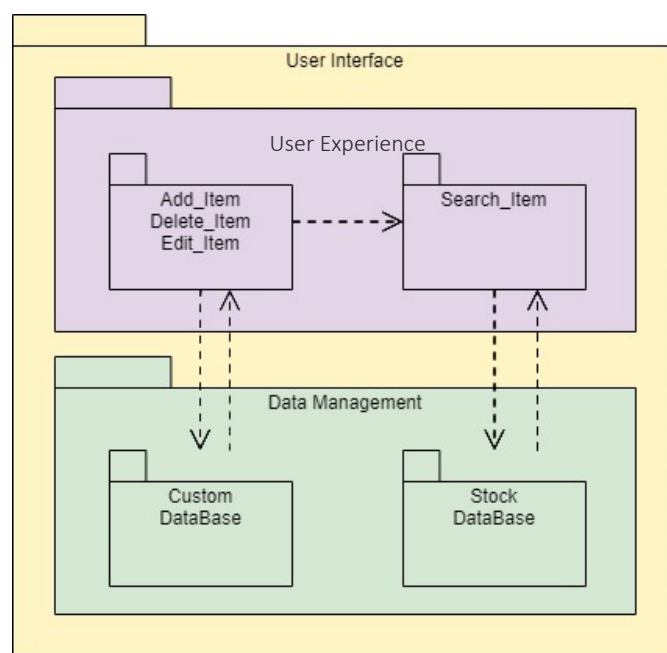 User Interface
User Experience
Add_Item
Delete_Item
Edit_Item
Search_Item
Data Management
Custom
DataBase
Stock
DataBase